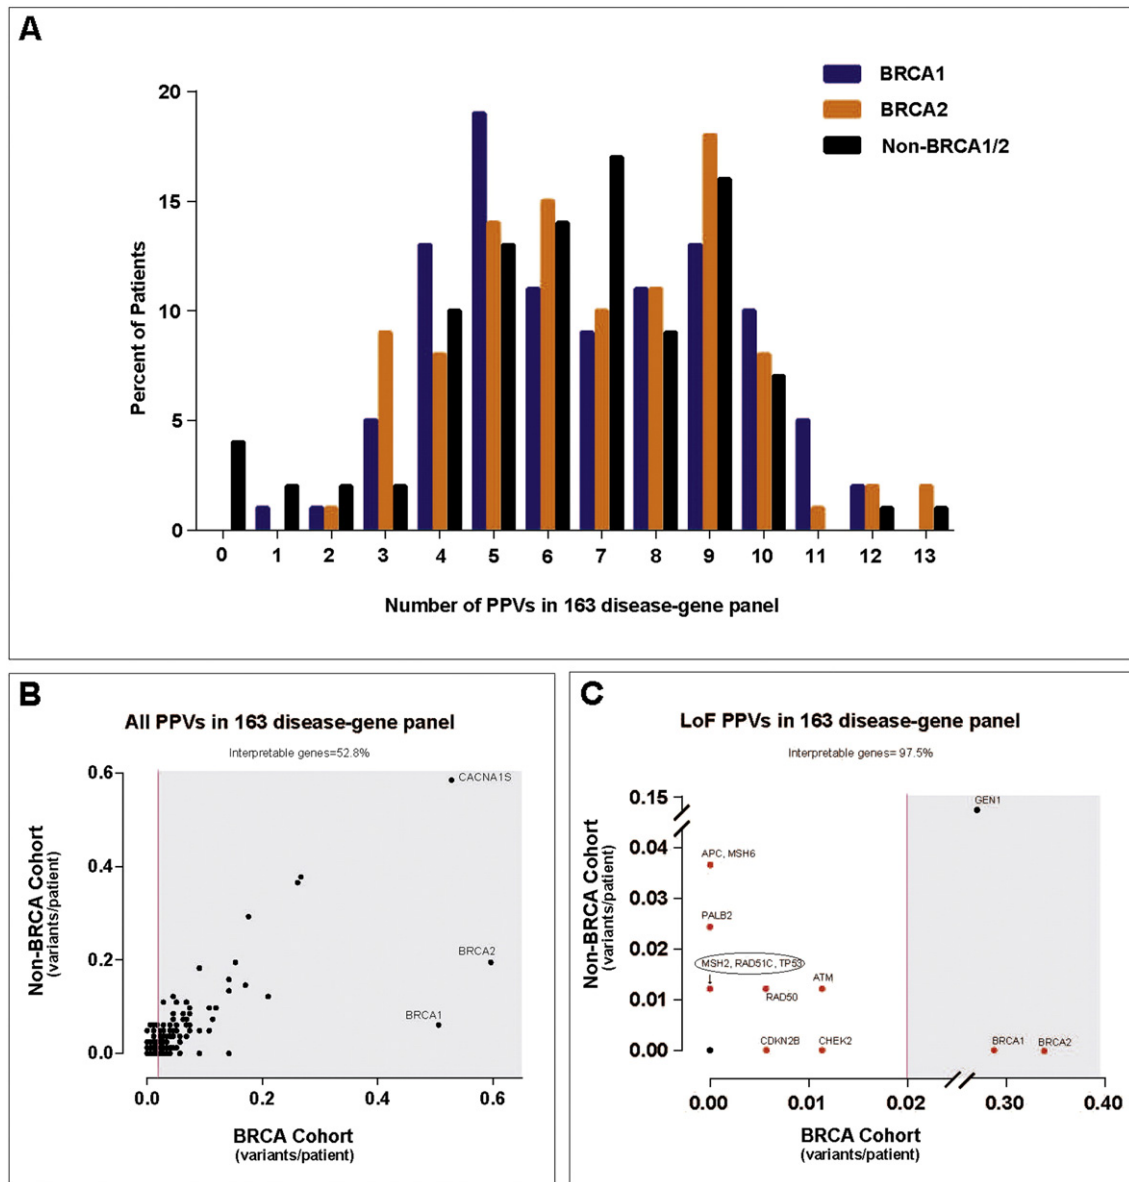 A
BRCA1
BRCA2
Non-BRCA1/2
Percent of Patients
20
15
10
5
0
0 1 2 3 4 5 6 7 8 9 10 11 12 13
Number of PPVs in 163 disease-gene panel
B
All PPVs in 163 disease-gene panel
Interpretable genes=52.8%
Non-BRCA Cohort
(variants/patient)
0.6
0.4
0.2
0.0
CACNA1S
BRCA2
BRCA1
0.0 0.2 0.4 0.6
BRCA Cohort
(variants/patient)
C
LoF PPVs in 163 disease-gene panel
Interpretable genes= 97.5%
Non-BRCA Cohort
(variants/patient)
0.15
0.04
0.03
0.02
0.01
0.00
GEN1
APC, MSH6
PALB2
MSH2, RAD51C, TP53
ATM
RAD50
CDKN2B
CHEK2
BRCA1
BRCA2
0.00 0.01 0.02 0.30 0.40
BRCA Cohort
(variants/patient)